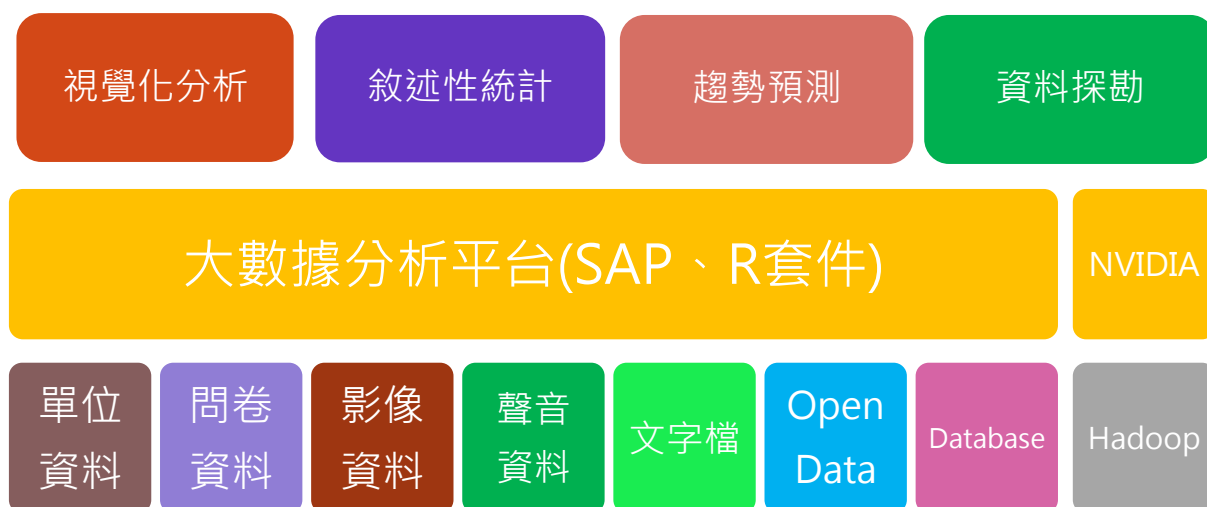 視覺化分析
敘述性統計
趨勢預測
資料探勘
大數據分析平台(SAP、R套件)
NVIDIA
單位
資料
問卷
資料
影像
資料
聲音
資料
文字檔
Open
Data
Database
Hadoop